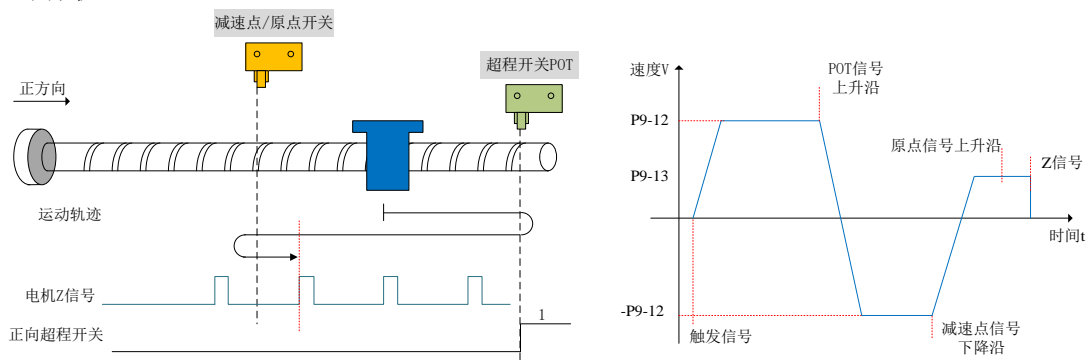 减速点/原点开关
超程开关POT
正方向
运动轨迹
电机Z信号
正向超程开关
1
速度V
POT信号
上升沿
P9-12
原点信号上升沿
Z信号
P9-13
时间t
-P9-12
触发信号
减速点信号
下降沿